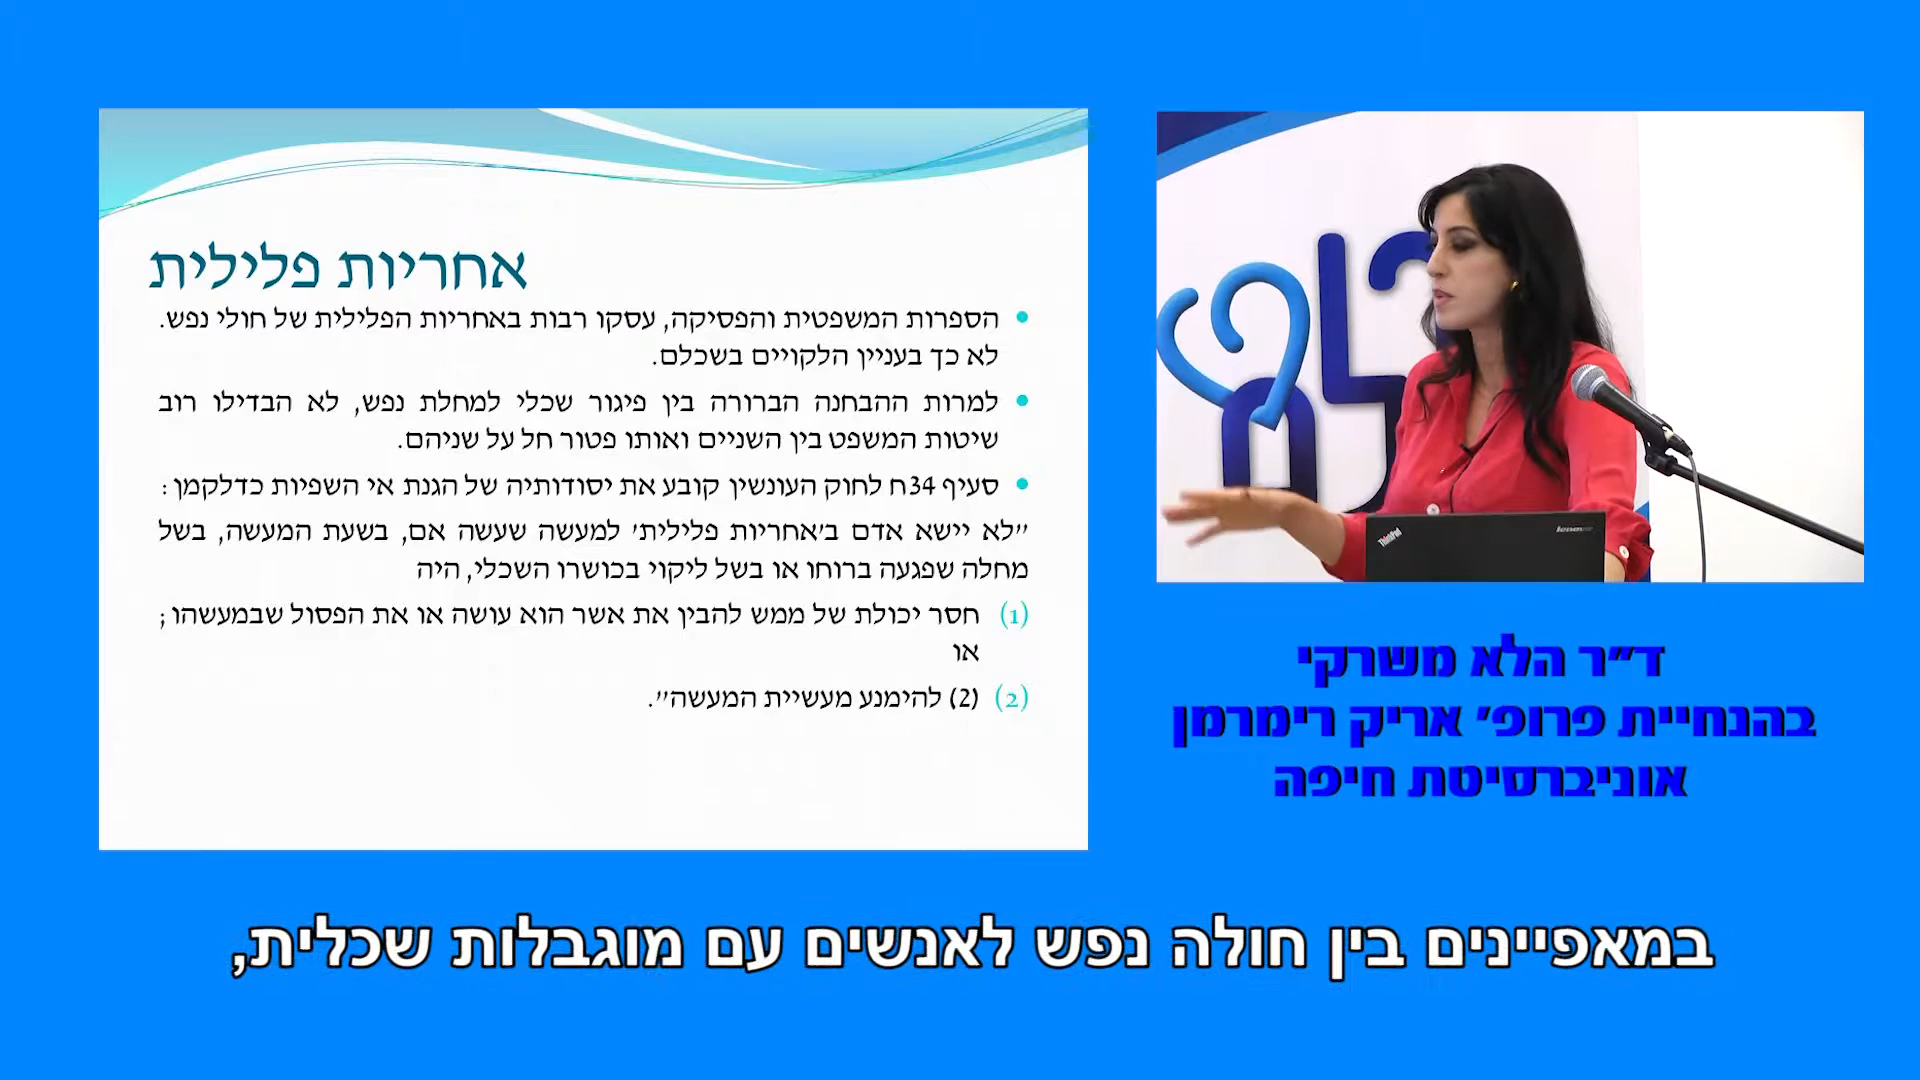 אחריות פלילית
הספרות המשפטית והפסיקה, עסקו רבות באחריות הפלילית של חולי נפש.
לא כך בעניין הלקויים בשכלם.
למרות ההבחנה הברורה בין פיגור שכלי למחלת נפש, לא הבדילו רוב
שיטות המשפט בין השניים ואותו פטור חל על שניהם.
סעיף 34ח לחוק העונשין קובע את יסודותיה של הגנת אי השפיות כדלקמן:
"לא יישא אדם ב'אחריות פלילית' למעשה שעשה אם, בשעת המעשה, בשל
מחלה שפגעה ברוחו או בשל ליקוי בכושרו השכלי, היה
(1) חסר יכולת של ממש להבין את אשר הוא עושה או את הפסול שבמעשהו;
או
(2) (2) להימנע מעשיית המעשה".
ThinkPad
lenovo
ד"ר הלא משרקי
בהנחיית פרופ' אריק רימרמן
אוניברסיטת חיפה
במאפיינים בין חולה נפש לאנשים עם מוגבלות שכלית,